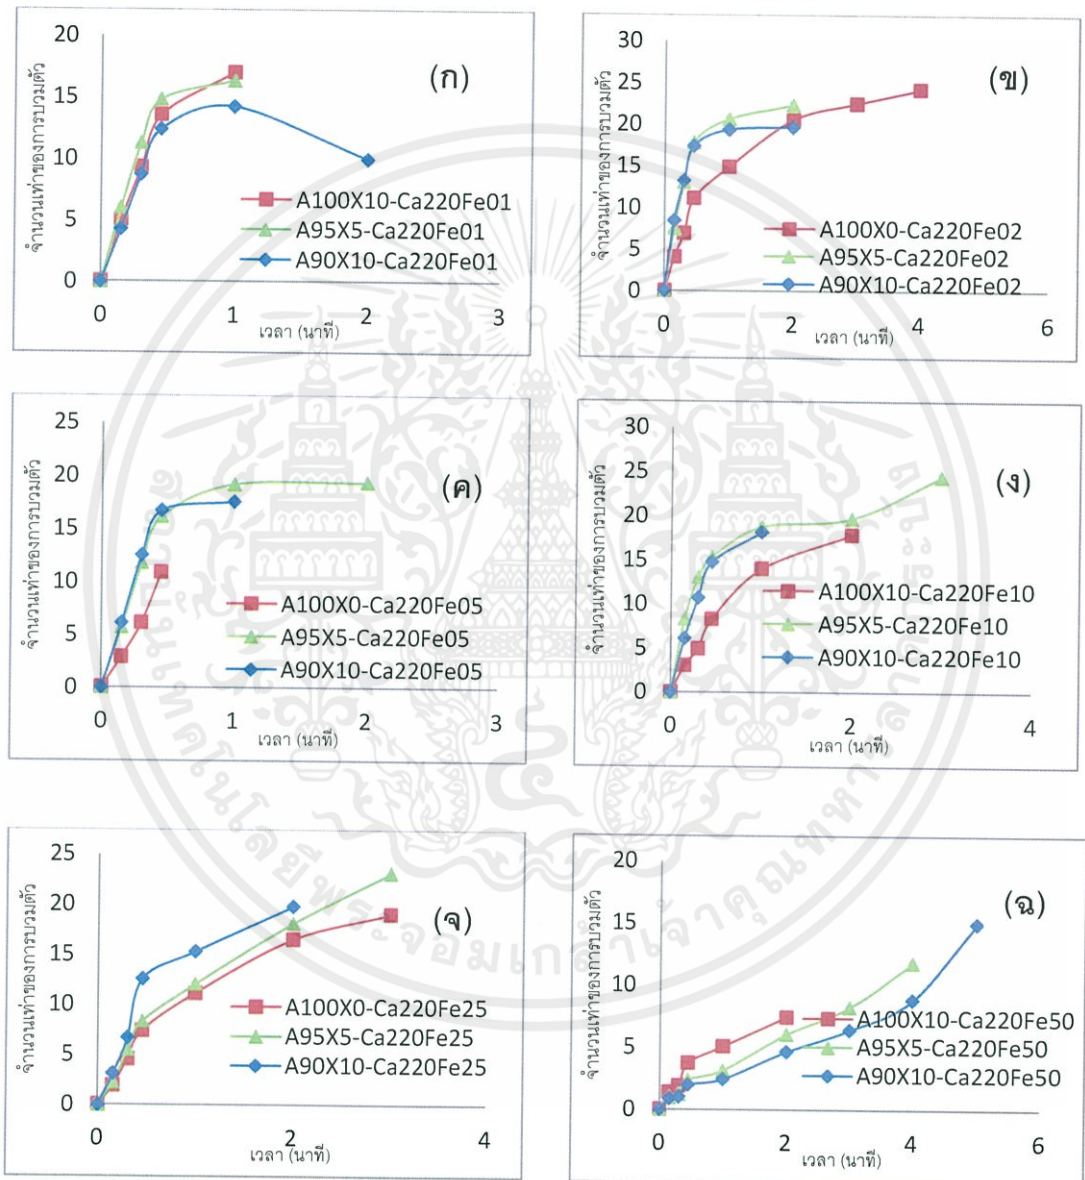 จำนวนเท่าของการบวมตัว
20
15
10
5
0
(ก)
A100X10-Ca220Fe01
A95X5-Ca220Fe01
A90X10-Ca220Fe01
0 1 2 3
เวลา (นาที)
จำนวนเท่าของการบวมตัว
30
25
20
15
10
5
0
(ข)
A100X0-Ca220Fe02
A95X5-Ca220Fe02
A90X10-Ca220Fe02
0 2 4 6
เวลา (นาที)
จำนวนเท่าของการบวมตัว
25
20
15
10
5
0
(ค)
A100X0-Ca220Fe05
A95X5-Ca220Fe05
A90X10-Ca220Fe05
0 1 2 3
เวลา (นาที)
จำนวนเท่าของการบวมตัว
30
25
20
15
10
5
0
(ง)
A100X10-Ca220Fe10
A95X5-Ca220Fe10
A90X10-Ca220Fe10
0 2 4
เวลา (นาที)
จำนวนเท่าของการบวมตัว
25
20
15
10
5
0
(จ)
A100X0-Ca220Fe25
A95X5-Ca220Fe25
A90X10-Ca220Fe25
0 2 4
เวลา (นาที)
จำนวนเท่าของการบวมตัว
20
15
10
5
0
(ฉ)
A100X10-Ca220Fe50
A95X5-Ca220Fe50
A90X10-Ca220Fe50
0 2 4 6
เวลา (นาที)